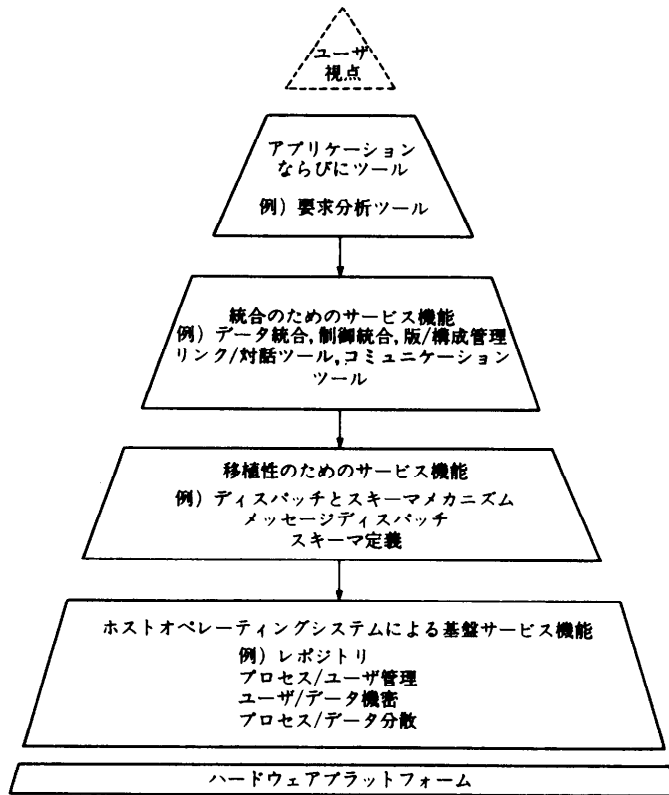 ユーザ
視点
アプリケーション
ならびにツール
例) 要求分析ツール
統合のためのサービス機能
例) データ統合, 制御統合, 版/構成管理
リンク/対話ツール, コミュニケーション
ツール
移植性のためのサービス機能
例) ディスパッチとスキーマメカニズム
メッセージディスパッチ
スキーマ定義
ホストオペレーティングシステムによる基盤サービス機能
例) レポジトリ
プロセス/ユーザ管理
ユーザ/データ機密
プロセス/データ分散
ハードウェアプラットフォーム